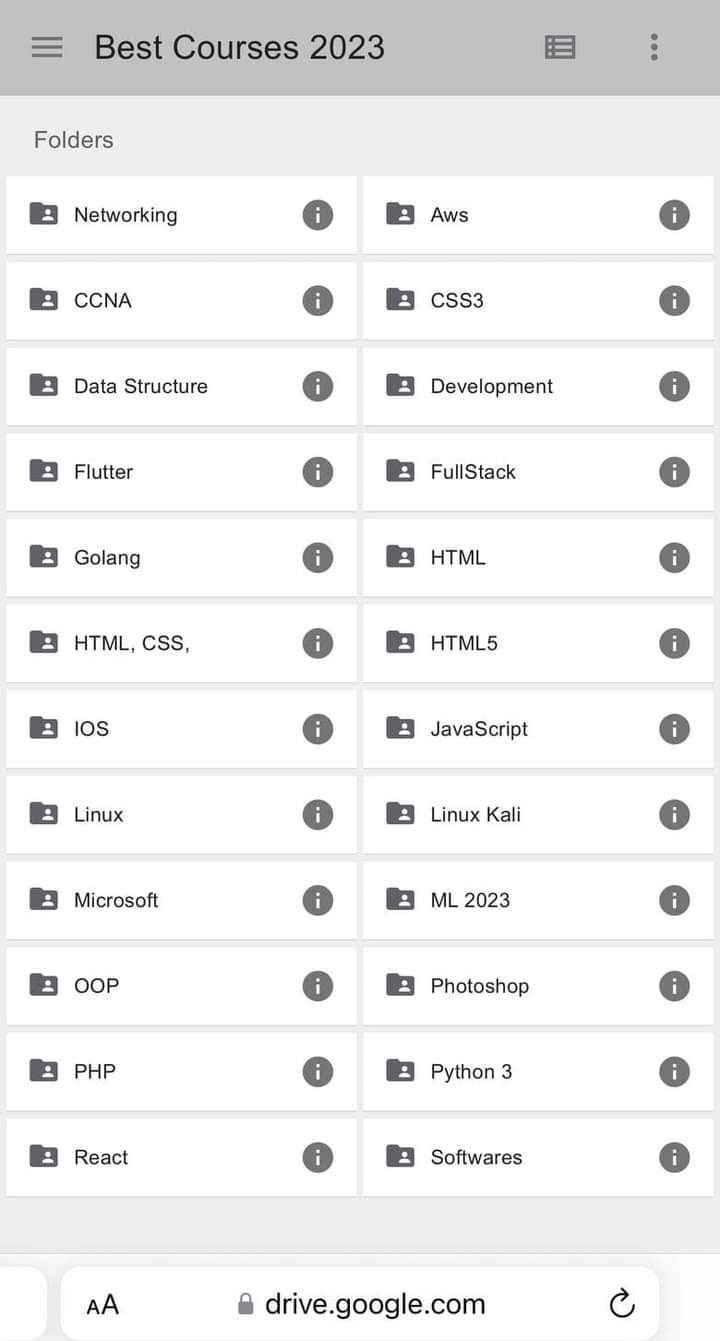 Best Courses 2023
Folders
Networking
Aws
CCNA
CSS3
Data Structure
Development
Flutter
FullStack
Golang
HTML
HTML, CSS,
HTML5
IOS
JavaScript
Linux
Linux Kali
Microsoft
ML 2023
OOP
Photoshop
PHP
Python 3
React
Softwares
AA drive.google.com